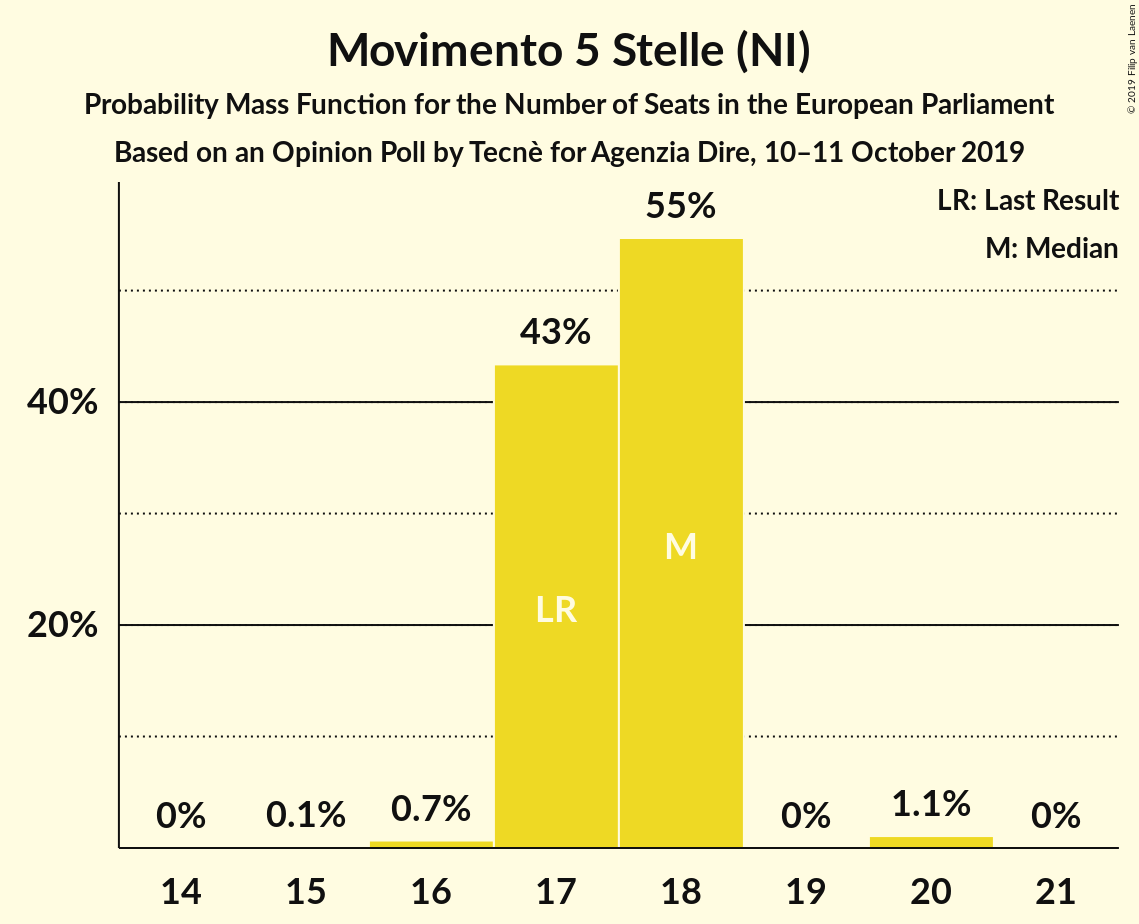 Movimento 5 Stelle (NI)
Probability Mass Function for the Number of Seats in the European Parliament
Based on an Opinion Poll by Tecnè for Agenzia Dire, 10–11 October 2019
© 2019 Filip van Laenen
LR: Last Result
M: Median
55%
43%
40%
M
LR
20%
0%
0.1%
0.7%
0%
1.1%
0%
14 15 16 17 18 19 20 21